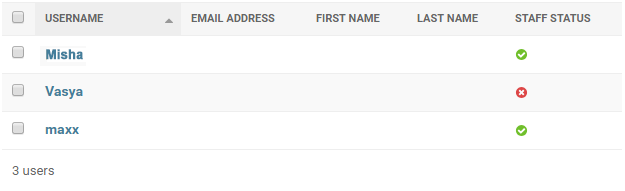 USERNAME EMAIL ADDRESS FIRST NAME LAST NAME STAFF STATUS
Misha
Vasya
maxx
3 users